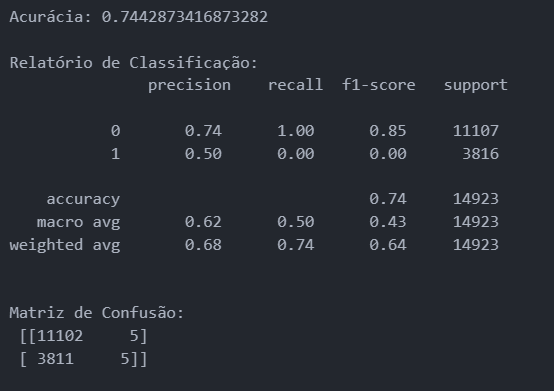 Acurácia: 0.7442873416873282
Relatório de Classificação:
precision recall f1-score support
0 0.74 1.00 0.85 11107
1 0.50 0.00 0.00 3816
accuracy 0.74 14923
macro avg 0.62 0.50 0.43 14923
weighted avg 0.68 0.74 0.64 14923
Matriz de Confusão:
[[11102 5]
[ 3811 5]]